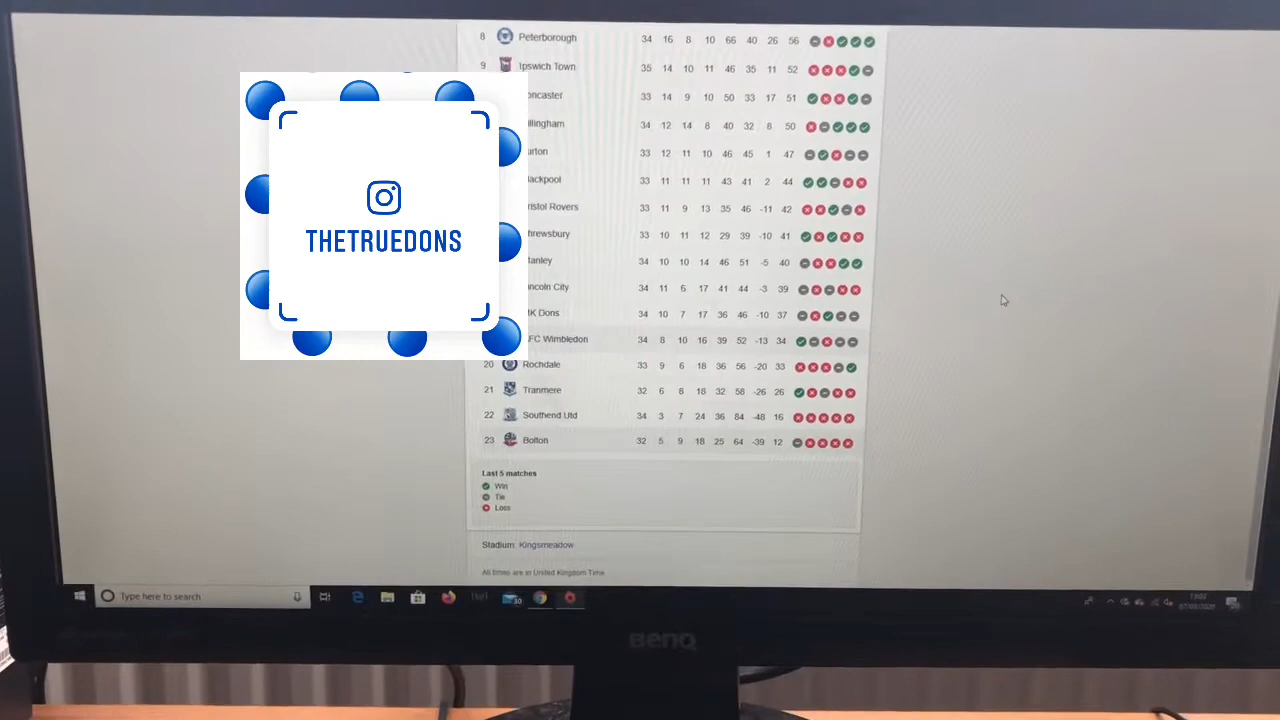 8 Peterborough 34 16 8 10 66 40 26 56
9 Ipswich Town 35 14 10 11 46 35 11 52
oncaster 33 14 9 10 50 33 17 51
illingham 34 12 14 8 40 32 8 50
urton 33 12 11 10 46 45 1 47
lackpool 33 11 11 11 43 41 2 44
ristol Rovers 33 11 9 13 35 46 -11 42
hrewsbury 33 10 11 12 29 39 -10 41
tanley 34 10 10 14 46 51 -5 40
incoln City 34 11 6 17 41 44 -3 39
MK Dons 34 10 7 17 36 46 -10 37
FC Wimbledon 34 8 10 16 39 52 -13 34
20 Rochdale 33 9 6 18 36 56 -20 33
21 Tranmere 32 6 8 18 32 58 -26 26
22 Southend Utd 34 3 7 24 36 84 -48 16
23 Bolton 32 5 9 18 25 64 -39 12
THETRUEDONS
Last 5 matches
Win
Tie
Loss
Stadium: Kingsmeadow
All times are in United Kingdom Time
Type here to search
30
BenQ